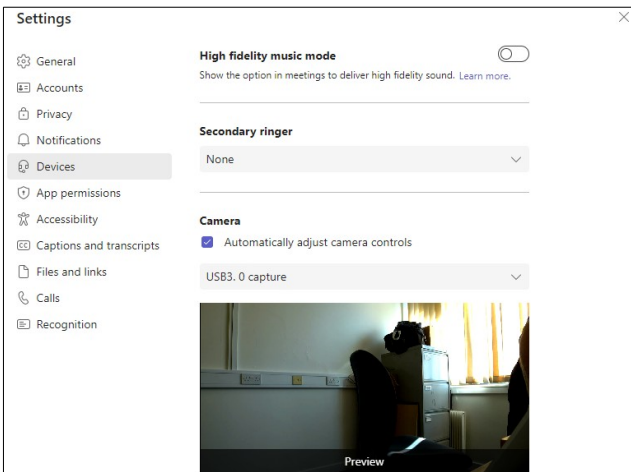 Settings
General
Accounts
Privacy
Notifications
Devices
App permissions
Accessibility
Captions and transcripts
Files and links
Calls
Recognition
High fidelity music mode
Show the option in meetings to deliver high fidelity sound. Learn more.
Secondary ringer
None
Camera
Automatically adjust camera controls
USB3. 0 capture
Preview